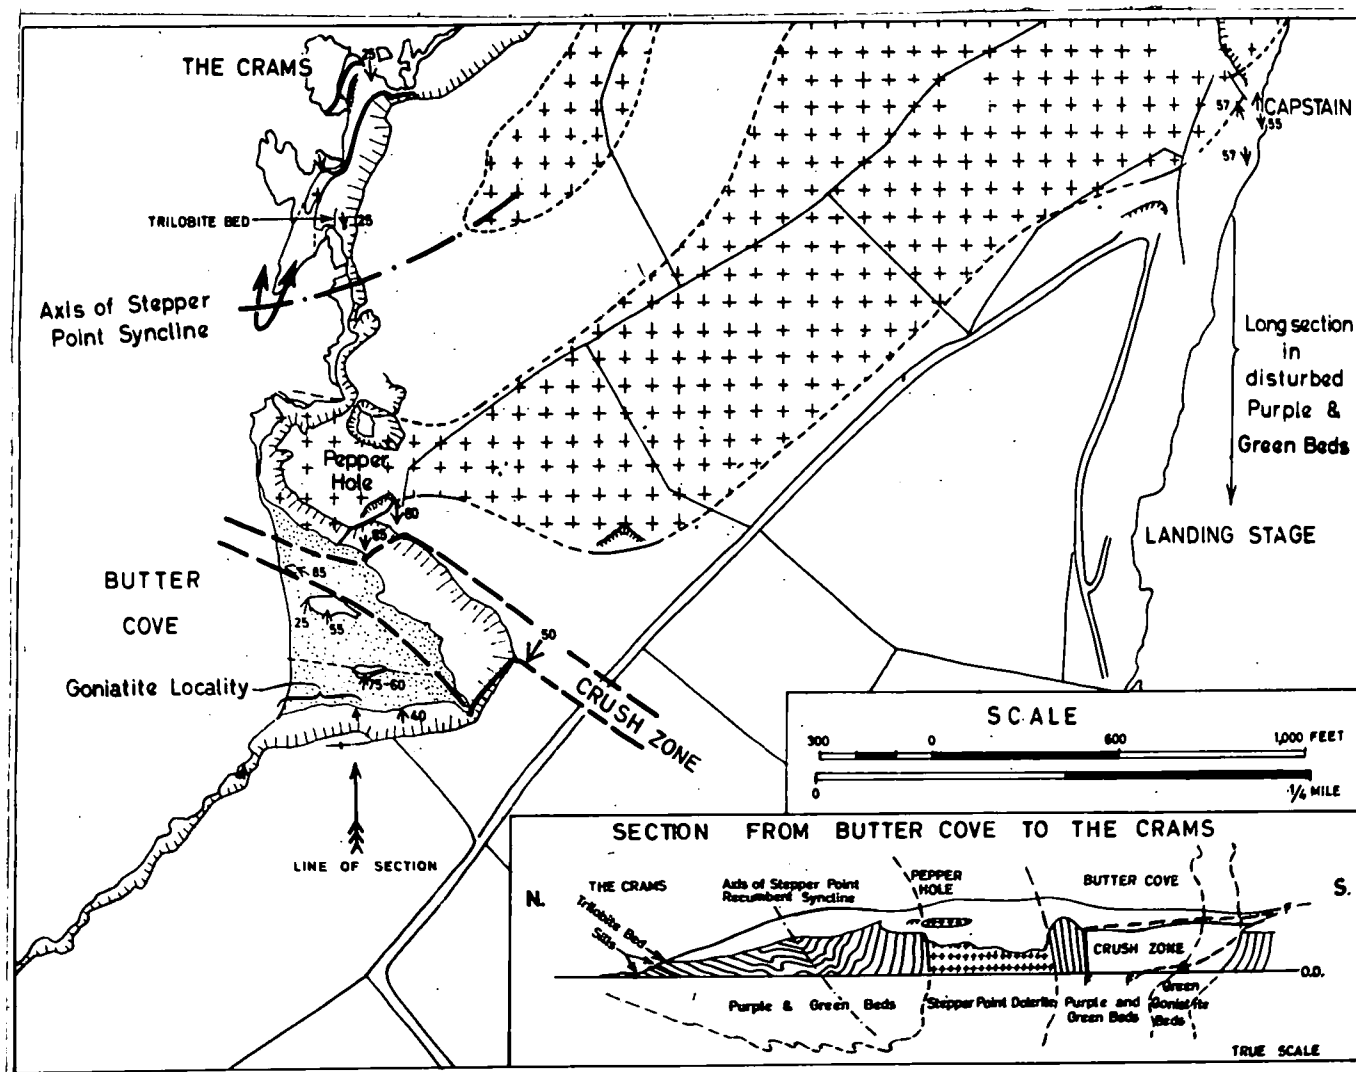 THE CRAMS
25
57
CAPSTAIN
55
57
TRILOBITE BED
25
Axis of Stepper
Point Syncline
Long section
in
disturbed
Purple &
Green Beds
Pepper
Hole
80
85
LANDING STAGE
BUTTER
COVE
85
25
55
50
Goniatite Locality
75-60
40
CRUSH ZONE
LINE OF SECTION
SCALE
300 0 600 1,000 FEET
0 1/4 MILE
SECTION FROM BUTTER COVE TO THE CRAMS
N.
THE CRAMS
Axis of Stepper Point
Recumbent Syncline
PEPPER
HOLE
BUTTER COVE
S.
Trilobite Bed
Sills
CRUSH ZONE
O.D.
Purple & Green Beds
Stepper Point Dolerite
Purple and
Green Beds
Green
Goniatite
Beds
TRUE SCALE